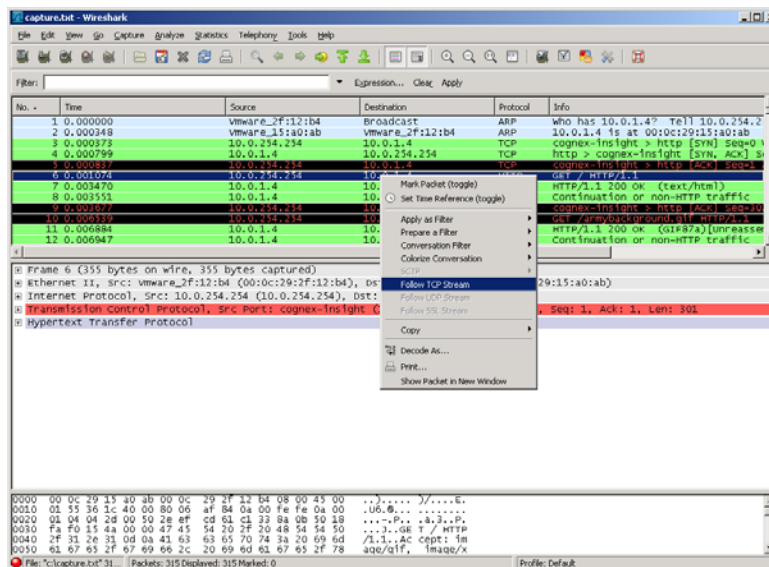 capture.txt - Wireshark
File Edit View Go Capture Analyze Statistics Telephony Tools Help
Filter: Expression... Clear Apply
No. . Time Source Destination Protocol Info
1 0.000000 Vmware_2f:12:b4 Broadcast ARP Who has 10.0.1.4? Tell 10.0.254.2
2 0.000348 Vmware_15:a0:ab Vmware_2f:12:b4 ARP 10.0.1.4 is at 00:0c:29:15:a0:ab
3 0.000373 10.0.254.254 10.0.1.4 TCP cognex-insight > http [SYN] Seq=0
4 0.000799 10.0.1.4 10.0.254.254 TCP http > cognex-insight [SYN, ACK] S
5 0.000837 10.0.254.254 10.0.1.4 TCP cognex-insight > http [ACK] Seq=1
6 0.001074 10.0.254.254 GET / HTTP/1.1
7 0.003470 10.0.1.4 HTTP/1.1 200 OK (text/html)
8 0.003551 10.0.1.4 Continuation or non-HTTP traffic
9 0.003677 10.0.254.254 cognex-insight > http [ACK] Seq=30
10 0.006539 10.0.254.254 GET /armybackground.gif HTTP/1.1
11 0.006884 10.0.1.4 HTTP/1.1 200 OK (GIF87a)[Unreassem
12 0.006947 10.0.1.4 Continuation or non-HTTP traffic
Mark Packet (toggle)
Set Time Reference (toggle)
Apply as Filter
Prepare a Filter
Conversation Filter
Colorize Conversation
SCTP
Follow TCP Stream
Follow UDP Stream
Follow SSL Stream
Copy
Decode As...
Print...
Show Packet in New Window
Frame 6 (355 bytes on wire, 355 bytes captured)
Ethernet II, Src: Vmware_2f:12:b4 (00:0c:29:2f:12:b4), Dst 29:15:a0:ab)
Internet Protocol, Src: 10.0.254.254 (10.0.254.254), Dst:
Transmission Control Protocol, Src Port: cognex-insight ( , Seq: 1, Ack: 1, Len: 301
Hypertext Transfer Protocol
0000 00 0c 29 15 a0 ab 00 0c 29 2f 12 b4 08 00 45 00 ..)..... )/....E.
0010 01 55 36 1c 40 00 80 06 af 84 0a 00 fe fe 0a 00 .U6.@... ........
0020 01 04 04 2d 00 50 2e ef cd 61 c1 33 8a 0b 50 18 ...-.P.. .a.3..P.
0030 fa f0 15 4a 00 00 47 45 54 20 2f 20 48 54 54 50 ...J..GE T / HTTP
0040 2f 31 2e 31 0d 0a 41 63 63 65 70 74 3a 20 69 6d /1.1..Ac cept: im
0050 61 67 65 2f 67 69 66 2c 20 69 6d 61 67 65 2f 78 age/gif, image/x
File: "c:\capture.txt" 31... Packets: 315 Displayed: 315 Marked: 0 Profile: Default